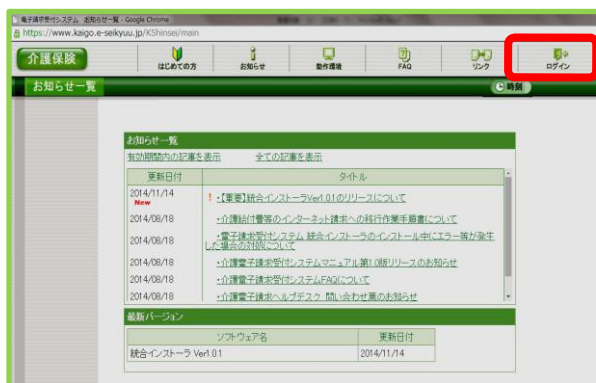 電子請求受付システム お知らせ一覧 - Google Chrome
https://www.kaigo.e-seikyuu.jp/KShinsei/main
介護保険
はじめての方
お知らせ
動作環境
FAQ
リンク
ログイン
お知らせ一覧
時刻
お知らせ一覧
有効期間内の記事を表示 全ての記事を表示
更新日付 タイトル
2014/11/14 New ！ ・【重要】統合インストーラVer1.0.1のリリースについて
2014/08/18 ・介護給付費等のインターネット請求への移行作業手順書について
2014/08/18 ・電子請求受付システム 統合インストーラのインストール中にエラー等が発生
した場合の対処について
2014/08/18 ・介護電子請求受付システムマニュアル第1.0版リリースのお知らせ
2014/08/18 ・介護電子請求受付システムFAQについて
2014/08/18 ・介護電子請求ヘルプデスク 問い合わせ票のお知らせ
最新バージョン
ソフトウェア名 更新日付
統合インストーラ Ver1.0.1 2014/11/14